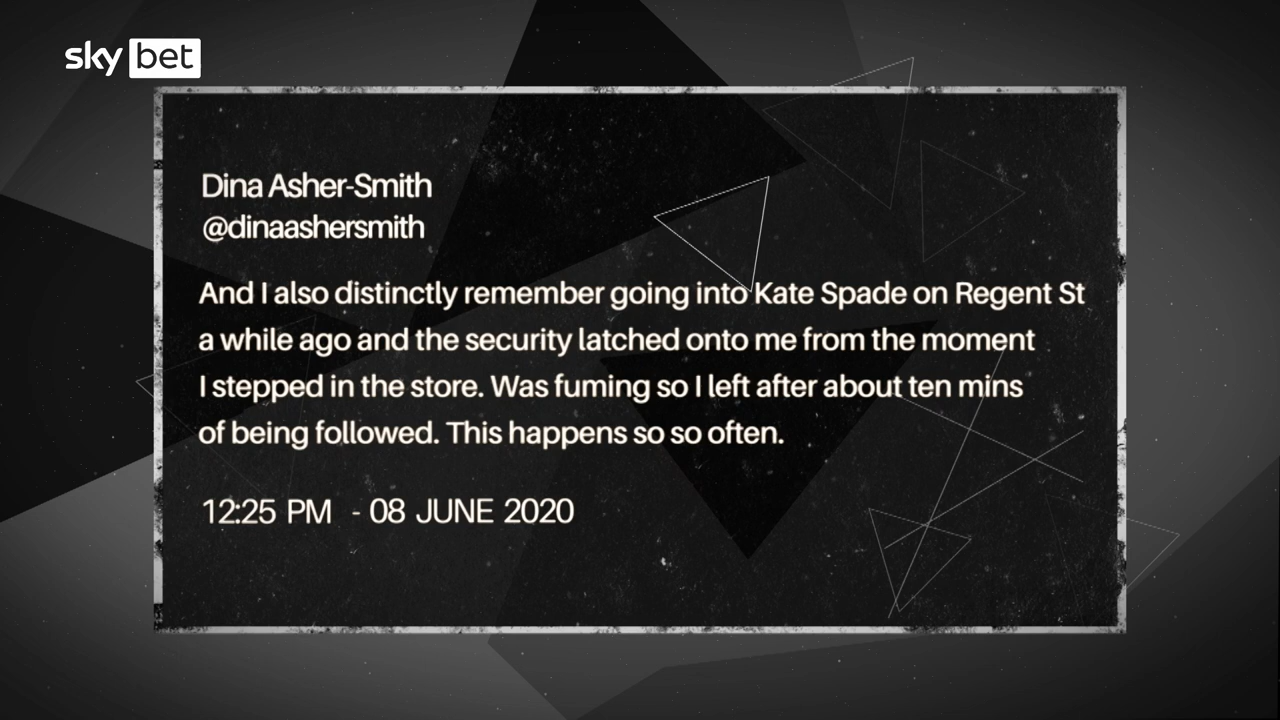 sky bet
Dina Asher-Smith
@dinaashersmith
And I also distinctly remember going into Kate Spade on Regent St
a while ago and the security latched onto me from the moment
I stepped in the store. Was fuming so I left after about ten mins
of being followed. This happens so so often.
12:25 PM - 08 JUNE 2020